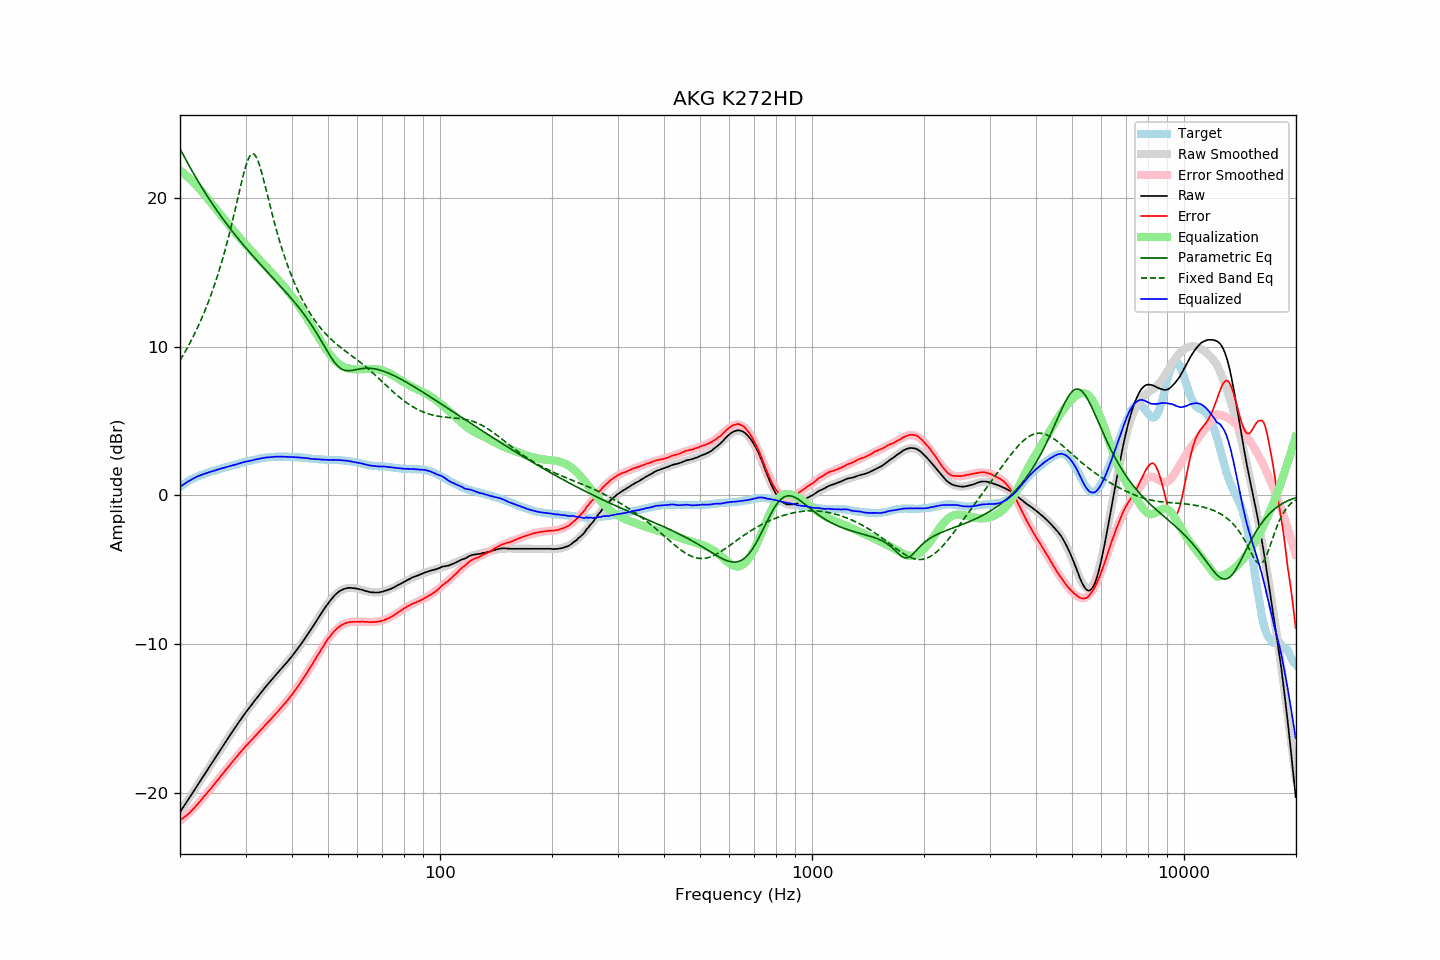 AKG K272HD
Target
Raw Smoothed
Error Smoothed
Raw
Error
Equalization
Parametric Eq
Fixed Band Eq
Equalized
20
10
0
−10
−20
Amplitude (dBr)
100 1000 10000
Frequency (Hz)